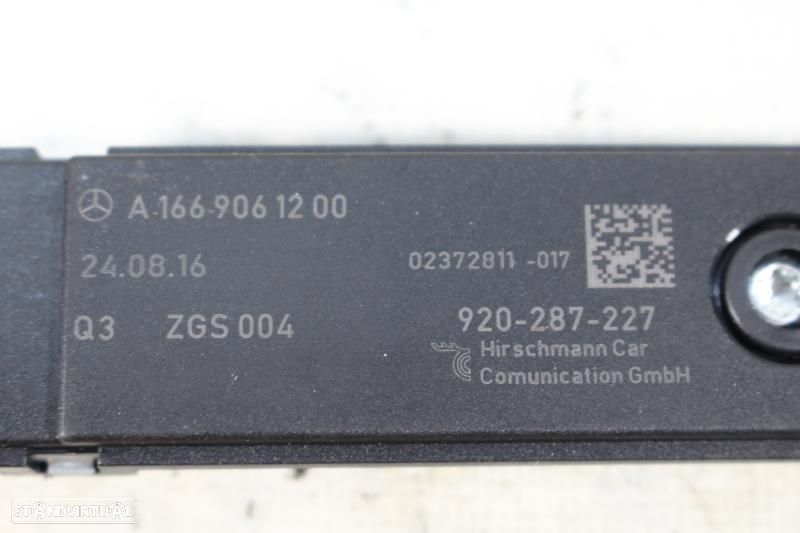 A 166 906 12 00
24.08.16
02372811 -017
Q3 ZGS 004
920-287-227
Hirschmann Car
Comunication GmbH
STANDVIRTUAL